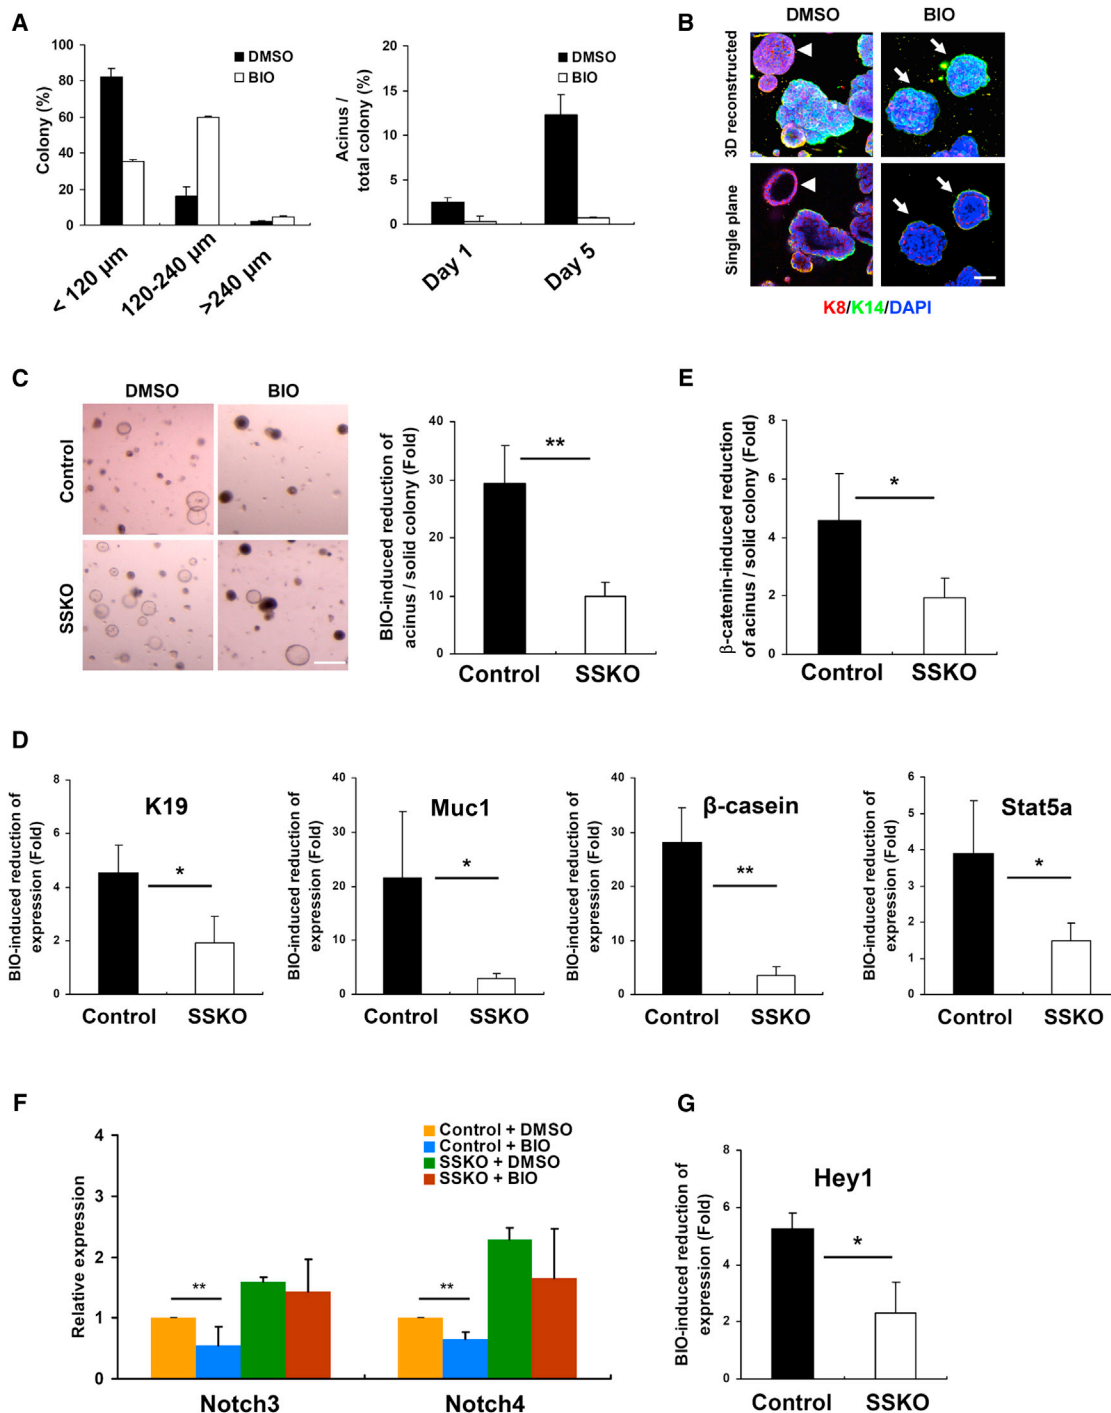 A
100
80
60
40
20
0
Colony (%)
DMSO
BIO
< 120 µm
120-240 µm
>240 µm
20
15
10
5
0
Acinus /
total colony (%)
DMSO
BIO
Day 1
Day 5
B
DMSO
BIO
3D reconstructed
Single plane
K8/K14/DAPI
C
DMSO
BIO
Control
SSKO
BIO-induced reduction of
acinus / solid colony (Fold)
40
30
20
10
0
**
Control
SSKO
E
β-catenin-induced reduction
of acinus / solid colony (Fold)
8
6
4
2
0
*
Control
SSKO
D
BIO-induced reduction of
expression (Fold)
8
6
4
2
0
K19
*
Control
SSKO
BIO-induced reduction of
expression (Fold)
40
30
20
10
0
Muc1
*
Control
SSKO
BIO-induced reduction of
expression (Fold)
40
30
20
10
0
β-casein
**
Control
SSKO
BIO-induced reduction of
expression (Fold)
6
5
4
3
2
1
0
Stat5a
*
Control
SSKO
F
Relative expression
4
3
2
1
0
Control + DMSO
Control + BIO
SSKO + DMSO
SSKO + BIO
**
**
Notch3
Notch4
G
BIO-induced reduction of
expression (Fold)
8
6
4
2
0
Hey1
*
Control
SSKO